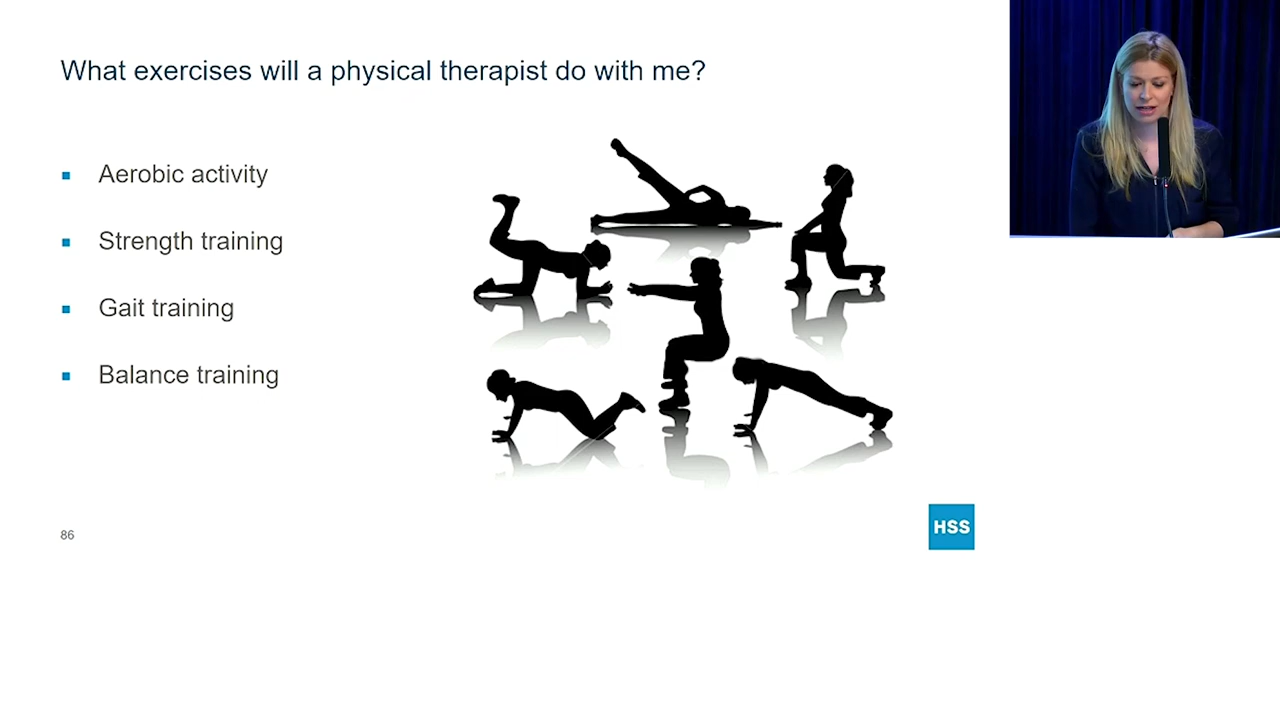 What exercises will a physical therapist do with me?
Aerobic activity
Strength training
Gait training
Balance training
86
HSS